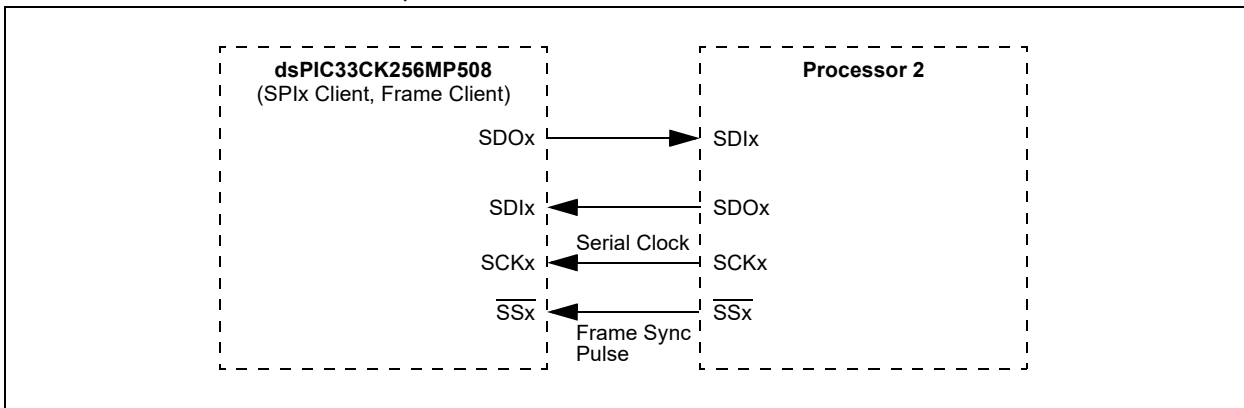 dsPIC33CK256MP508
(SPIx Client, Frame Client)
Processor 2
SDOx
SDIx
SDIx
SDOx
Serial Clock
SCKx
SCKx
SSx
SSx
Frame Sync
Pulse